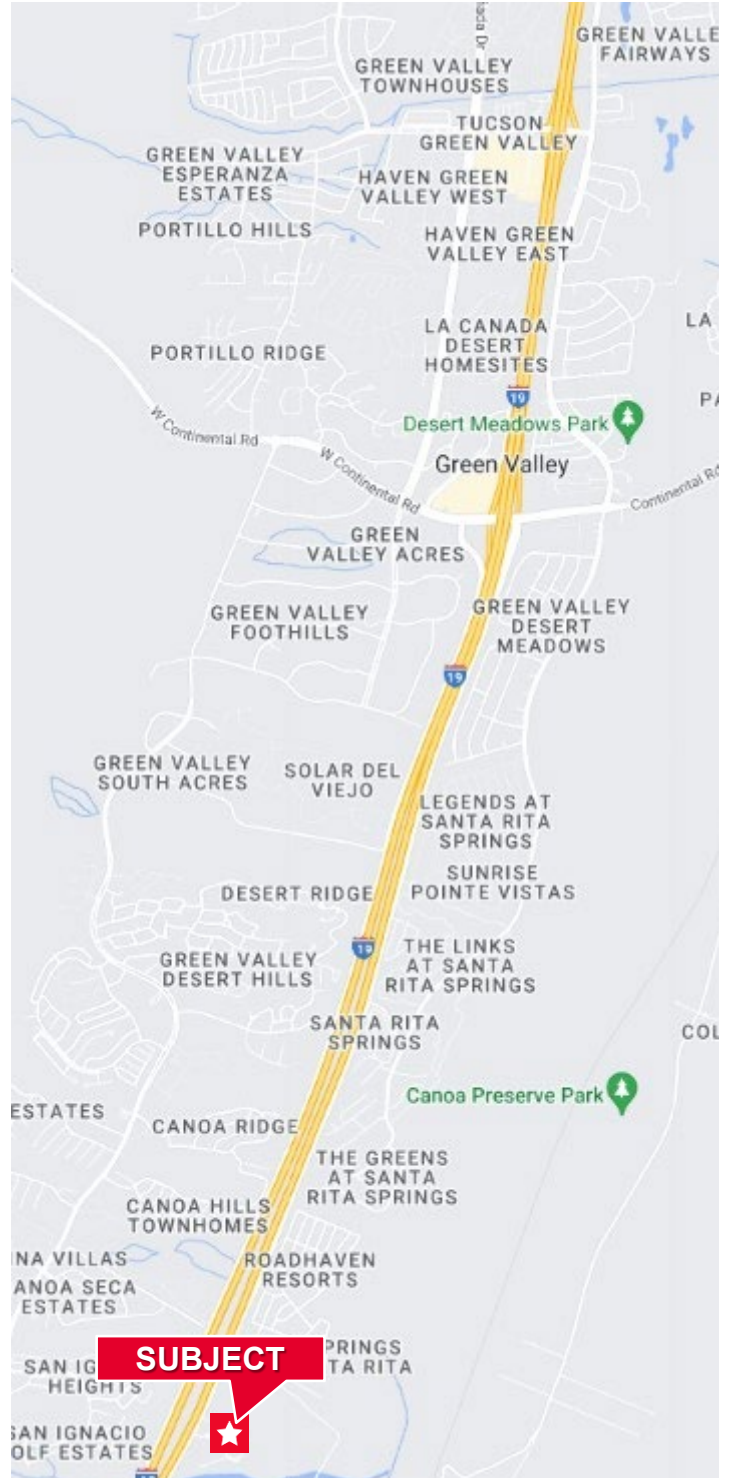 GREEN VALLE
FAIRWAYS
GREEN VALLEY
TOWNHOUSES
TUCSON
GREEN VALLEY
GREEN VALLEY
ESPERANZA
ESTATES
HAVEN GREEN
VALLEY WEST
PORTILLO HILLS
HAVEN GREEN
VALLEY EAST
LA CANADA
DESERT
HOMESITES
LA
PORTILLO RIDGE
19
PA
W Continental Rd
Desert Meadows Park
W Continental Rd
Green Valley
Continental Rd
GREEN
VALLEY ACRES
GREEN VALLEY
FOOTHILLS
GREEN VALLEY
DESERT
MEADOWS
19
GREEN VALLEY
SOUTH ACRES
SOLAR DEL
VIEJO
LEGENDS AT
SANTA RITA
SPRINGS
SUNRISE
POINTE VISTAS
DESERT RIDGE
19
GREEN VALLEY
DESERT HILLS
THE LINKS
AT SANTA
RITA SPRINGS
SANTA RITA
SPRINGS
COL
Canoa Preserve Park
ESTATES
CANOA RIDGE
THE GREENS
AT SANTA
RITA SPRINGS
CANOA HILLS
TOWNHOMES
NA VILLAS
ANOA SECA
ESTATES
ROADHAVEN
RESORTS
SUBJECT
PRINGS
TA RITA
SAN IG
HEIGHTS
SAN IGNACIO
OLF ESTATES